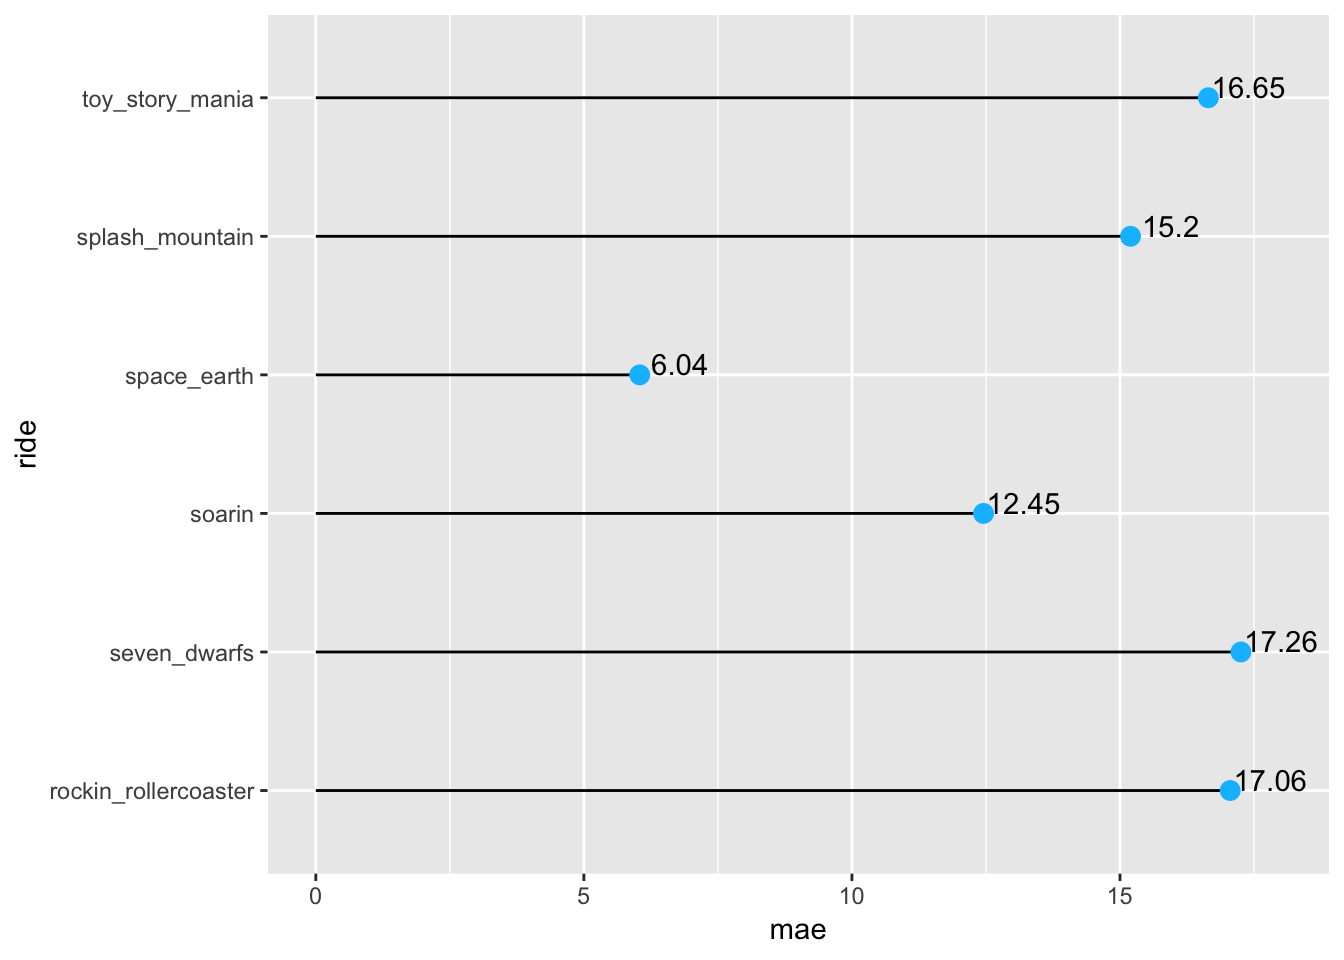 toy_story_mania
16.65
splash_mountain
15.2
space_earth
6.04
soarin
12.45
seven_dwarfs
17.26
rockin_rollercoaster
17.06
ride
0 5 10 15
mae